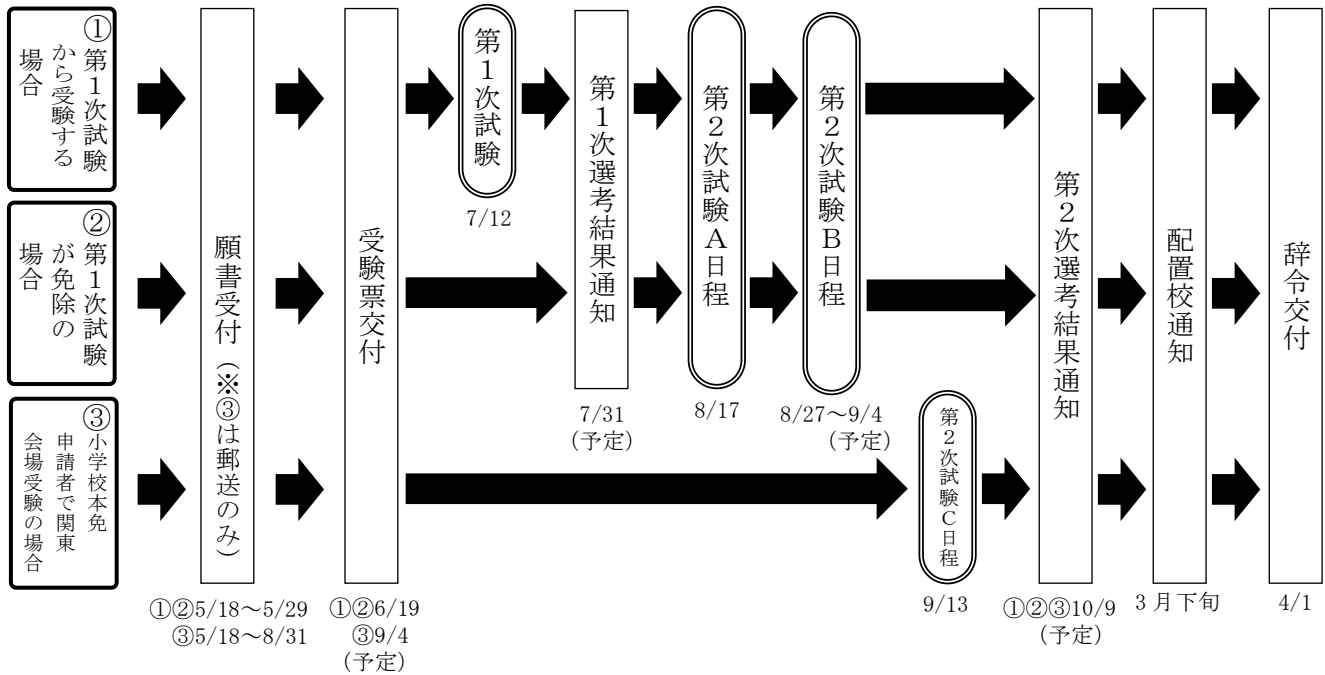 ①第１次試験
から受験する
場合
②第１次試験
が免除の
場合
③小学校本免
申請者で関東
会場受験の場合
願書受付（※③は郵送のみ）
①②5/18～5/29
③5/18～8/31
受験票交付
①②6/19
③9/4
（予定）
第１次試験
7/12
第１次選考結果通知
7/31
（予定）
第２次試験Ａ日程
8/17
第２次試験Ｂ日程
8/27～9/4
（予定）
第２次試験Ｃ日程
9/13
第２次選考結果通知
①②③10/9
（予定）
配置校通知
3月下旬
辞令交付
4/1